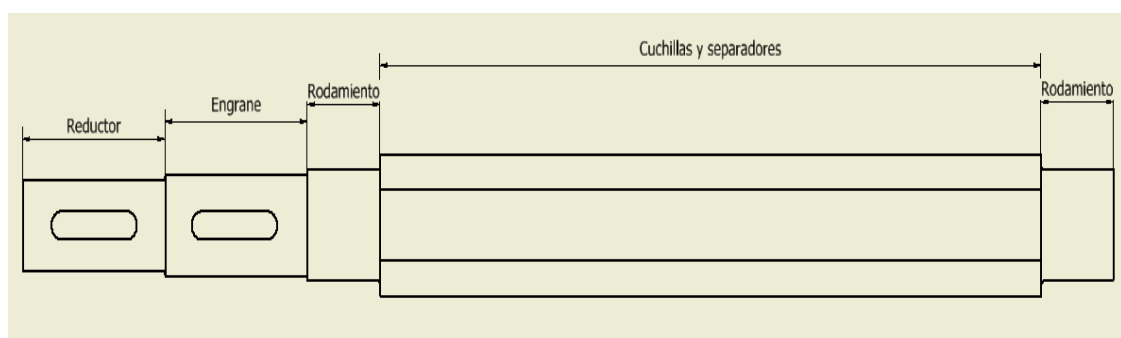 Reductor
Engrane
Rodamiento
Cuchillas y separadores
Rodamiento